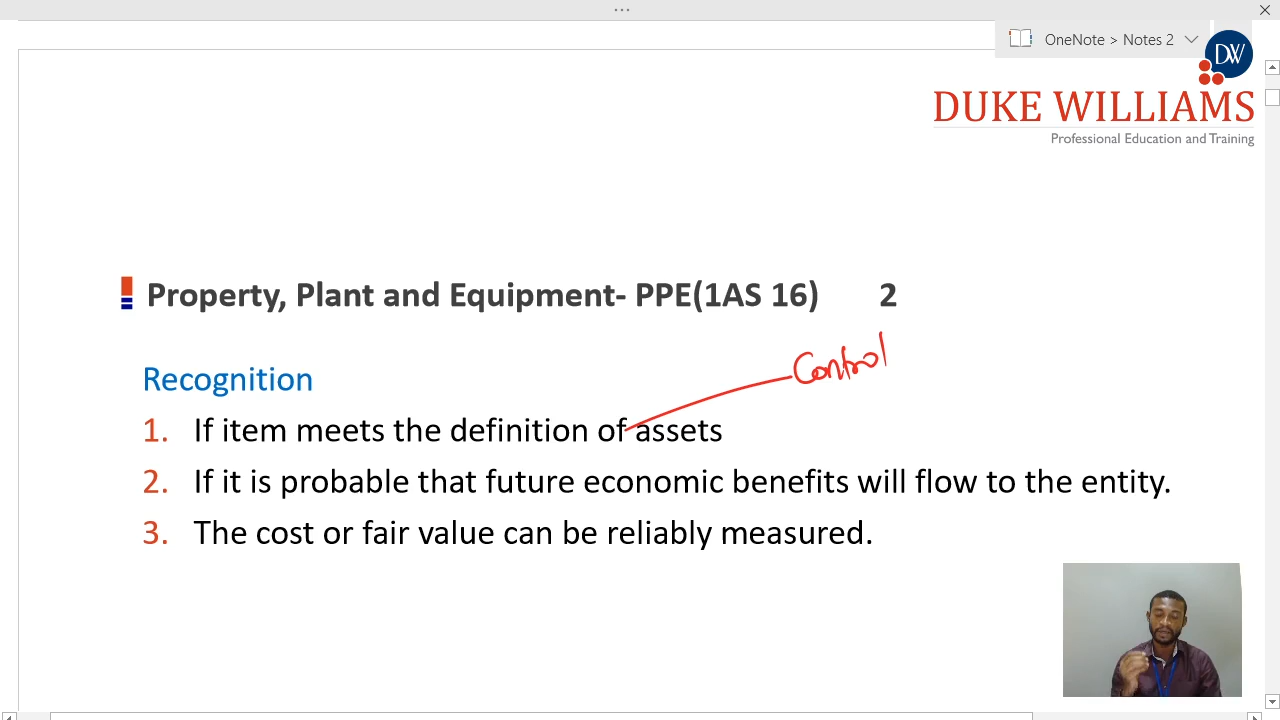 OneNote > Notes 2
DW
DUKE WILLIAMS
Professional Education and Training
Property, Plant and Equipment- PPE(1AS 16) 2
Control
Recognition
1. If item meets the definition of assets
2. If it is probable that future economic benefits will flow to the entity.
3. The cost or fair value can be reliably measured.